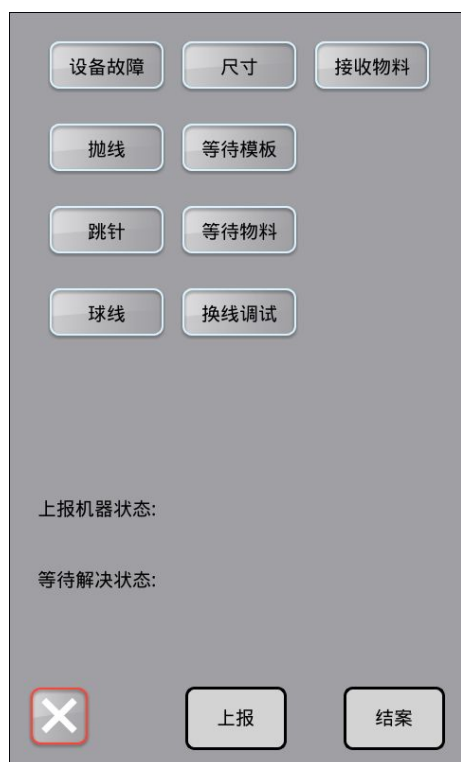 设备故障 尺寸 接收物料
抛线 等待模板
跳针 等待物料
球线 换线调试
上报机器状态:
等待解决状态:
上报 结案